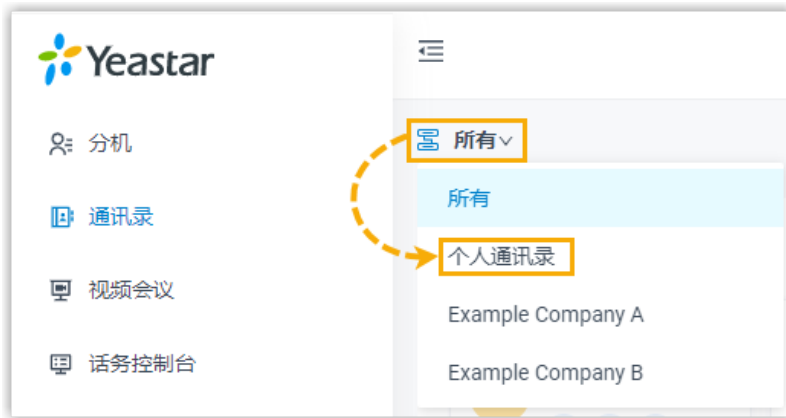 Yeastar
分机
通讯录
视频会议
话务控制台
所有
所有
个人通讯录
Example Company A
Example Company B